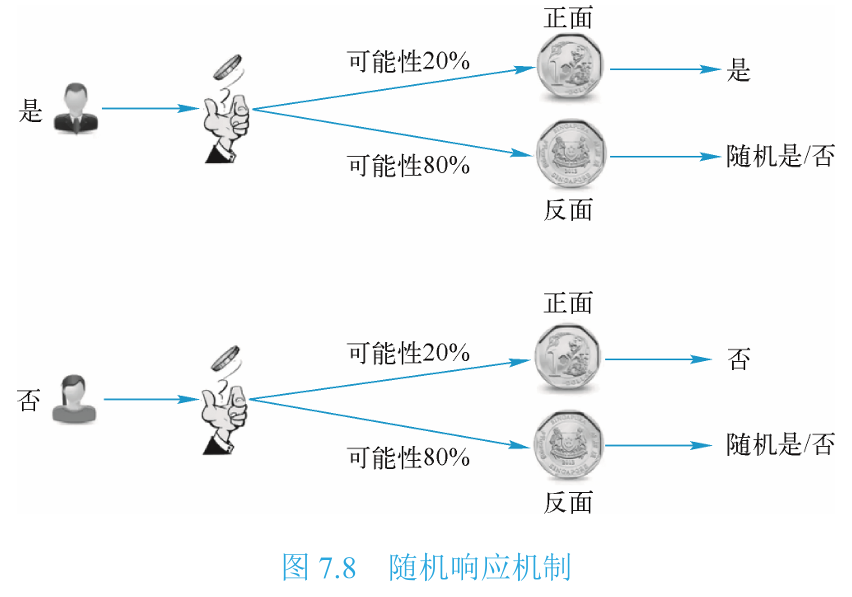 正面
可能性20%
是
是
可能性80%
随机是/否
反面
正面
可能性20%
否
否
可能性80%
随机是/否
反面
图 7.8 随机响应机制